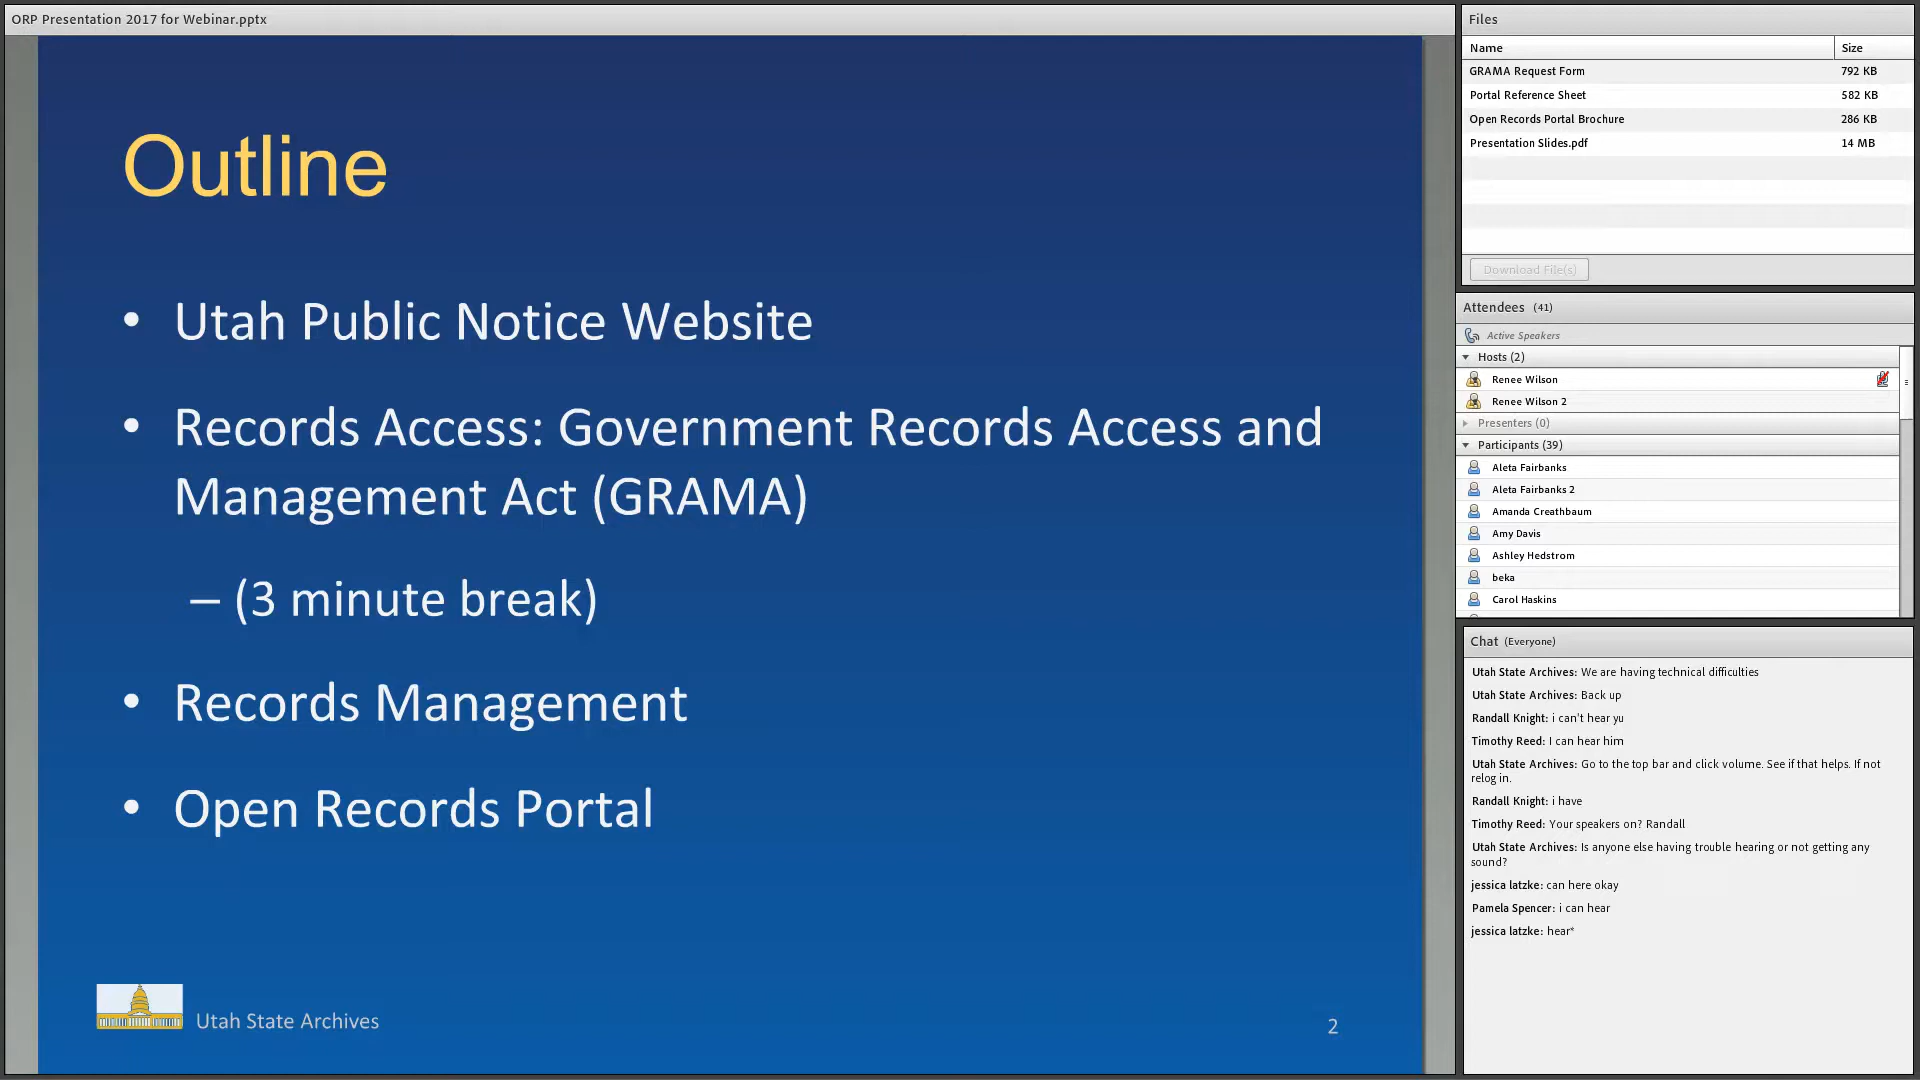 ORP Presentation 2017 for Webinar.pptx
Outline
• Utah Public Notice Website
• Records Access: Government Records Access and
Management Act (GRAMA)
– (3 minute break)
• Records Management
• Open Records Portal
Utah State Archives
2
Files
Name Size
GRAMA Request Form 792 KB
Portal Reference Sheet 582 KB
Open Records Portal Brochure 286 KB
Presentation Slides.pdf 14 MB
Download File(s)
Attendees (41)
Active Speakers
Hosts (2)
Renee Wilson
Renee Wilson 2
Presenters (0)
Participants (39)
Aleta Fairbanks
Aleta Fairbanks 2
Amanda Creathbaum
Amy Davis
Ashley Hedstrom
beka
Carol Haskins
Chat (Everyone)
Utah State Archives: We are having technical difficulties
Utah State Archives: Back up
Randall Knight: i can't hear yu
Timothy Reed: I can hear him
Utah State Archives: Go to the top bar and click volume. See if that helps. If not
relog in.
Randall Knight: i have
Timothy Reed: Your speakers on? Randall
Utah State Archives: Is anyone else having trouble hearing or not getting any
sound?
jessica latzke: can here okay
Pamela Spencer: i can hear
jessica latzke: hear*